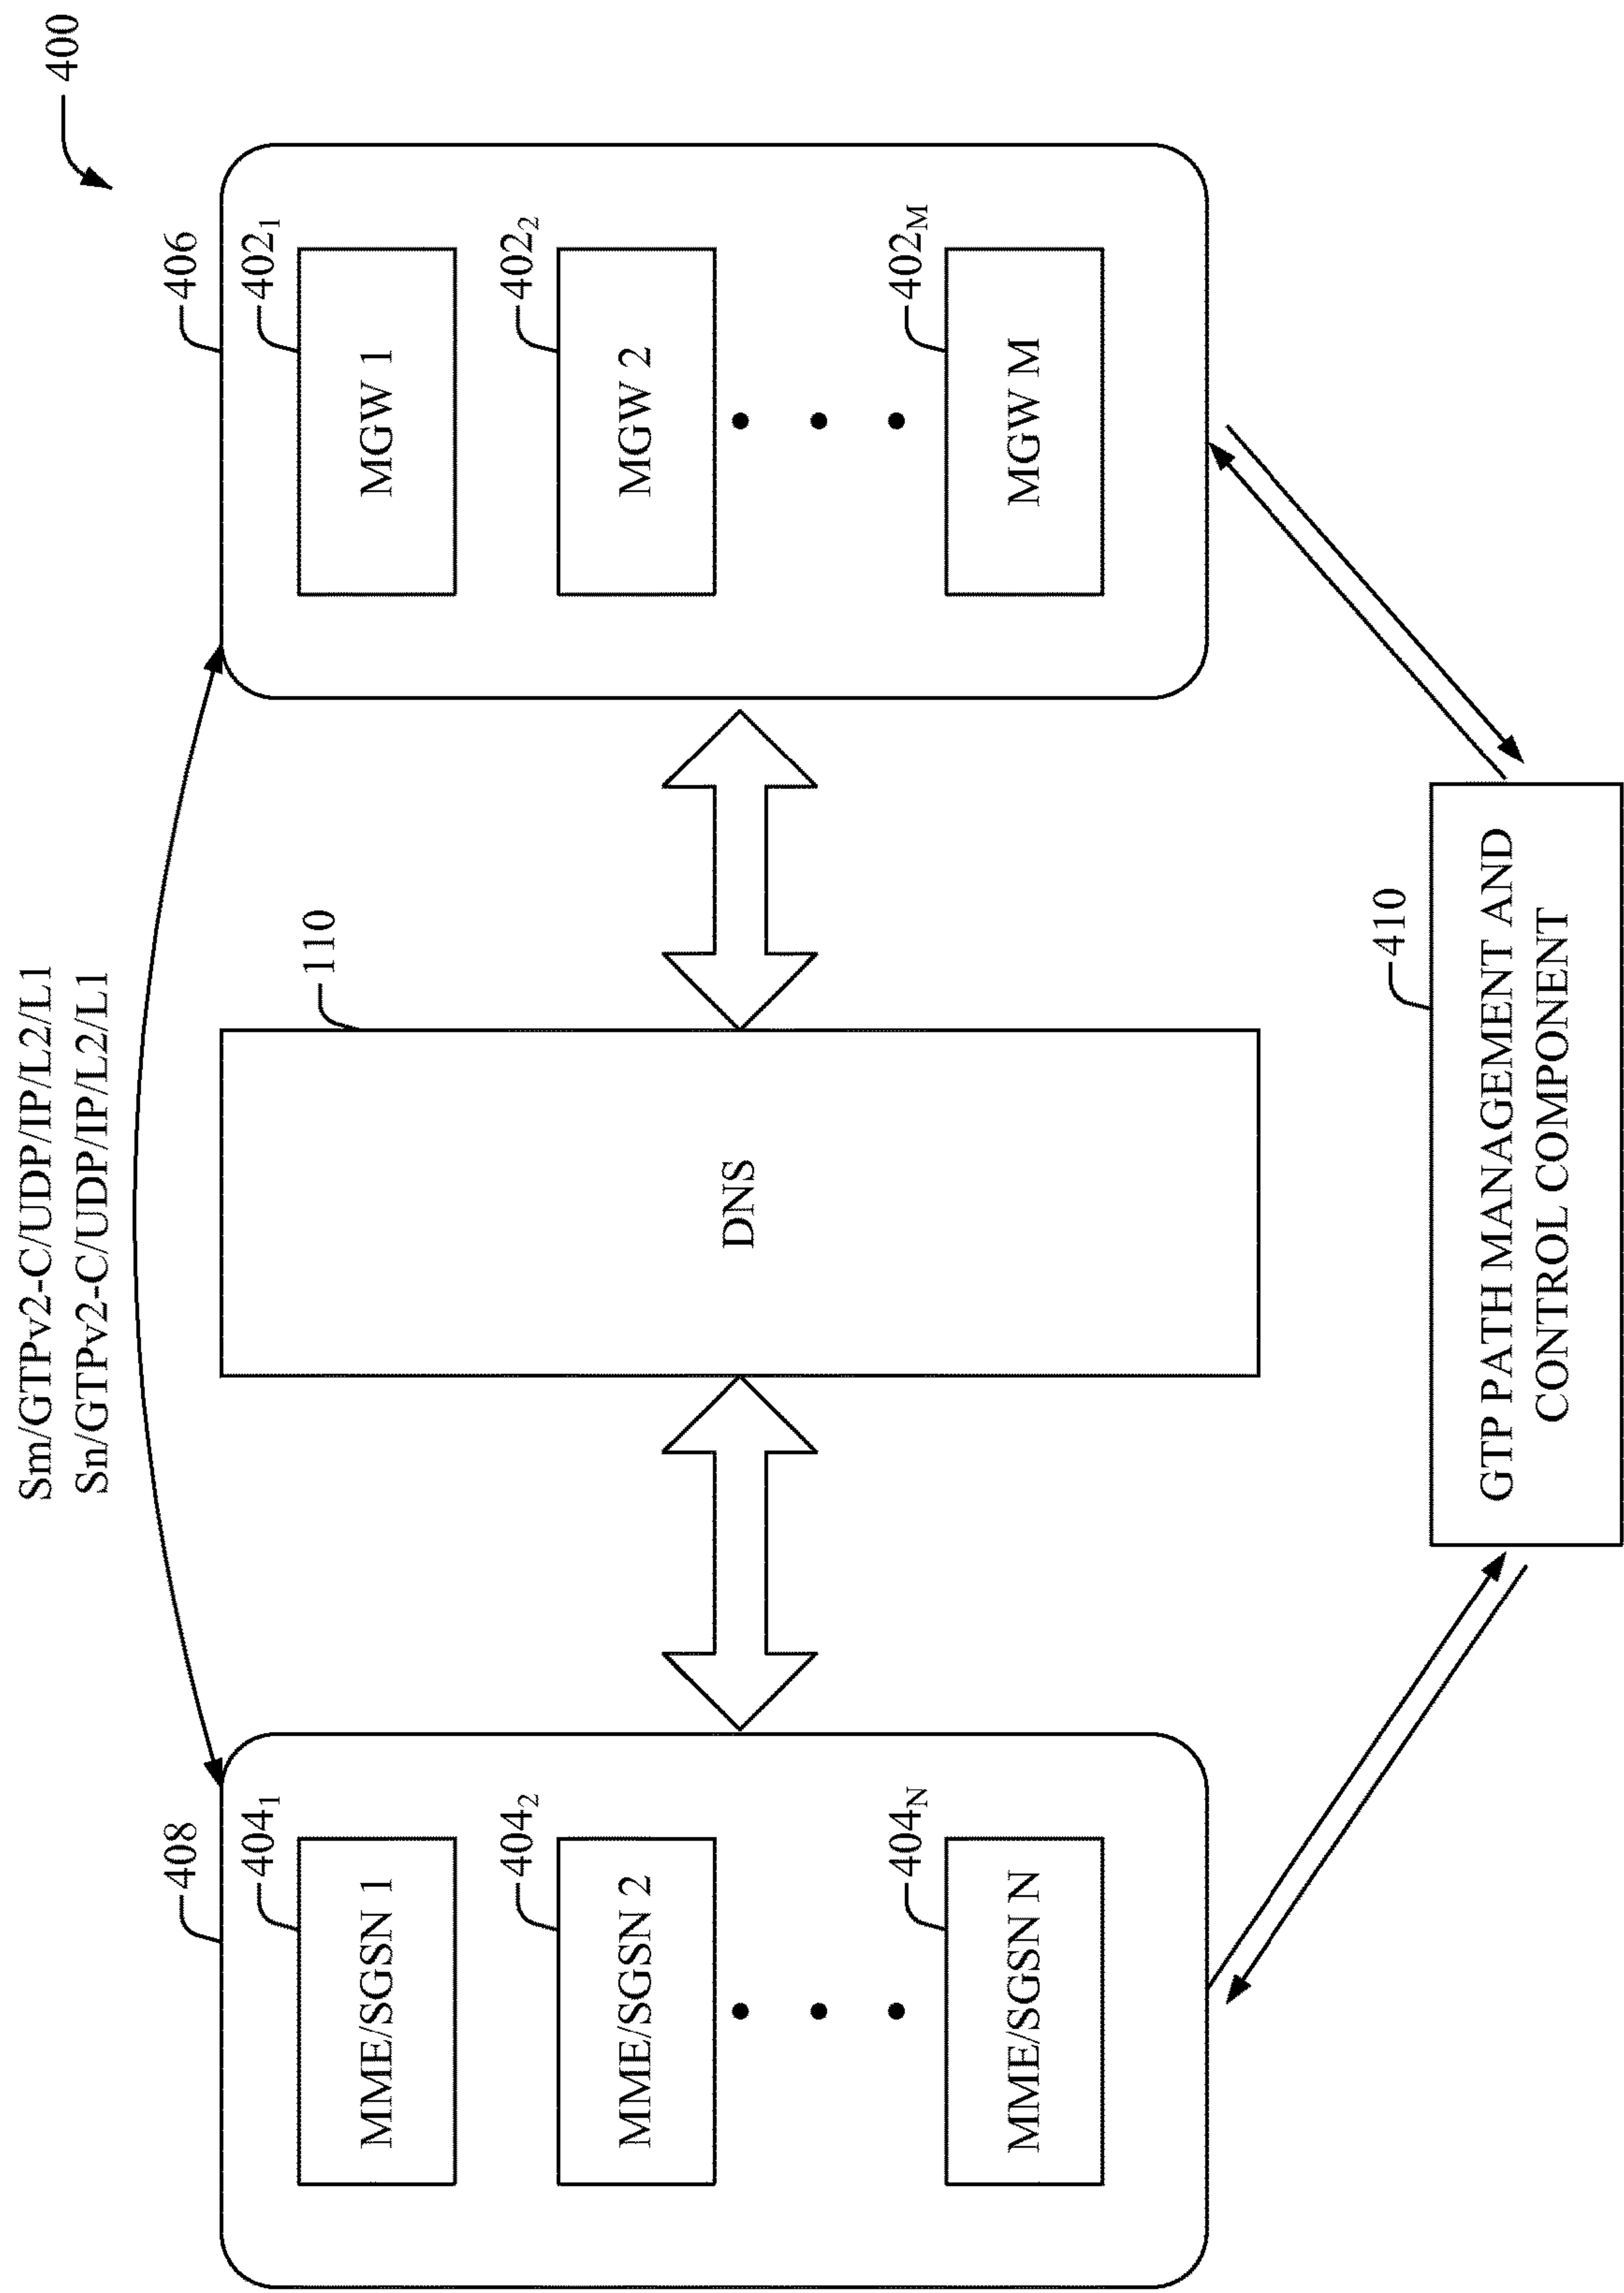 400
Sm/GTPv2-C/UDP/IP/L2/L1
Sn/GTPv2-C/UDP/IP/L2/L1
408
404₁
MME/SGSN 1
404₂
MME/SGSN 2
404N
MME/SGSN N
110
DNS
406
402₁
MGW 1
402₂
MGW 2
402M
MGW M
410
GTP PATH MANAGEMENT AND
CONTROL COMPONENT